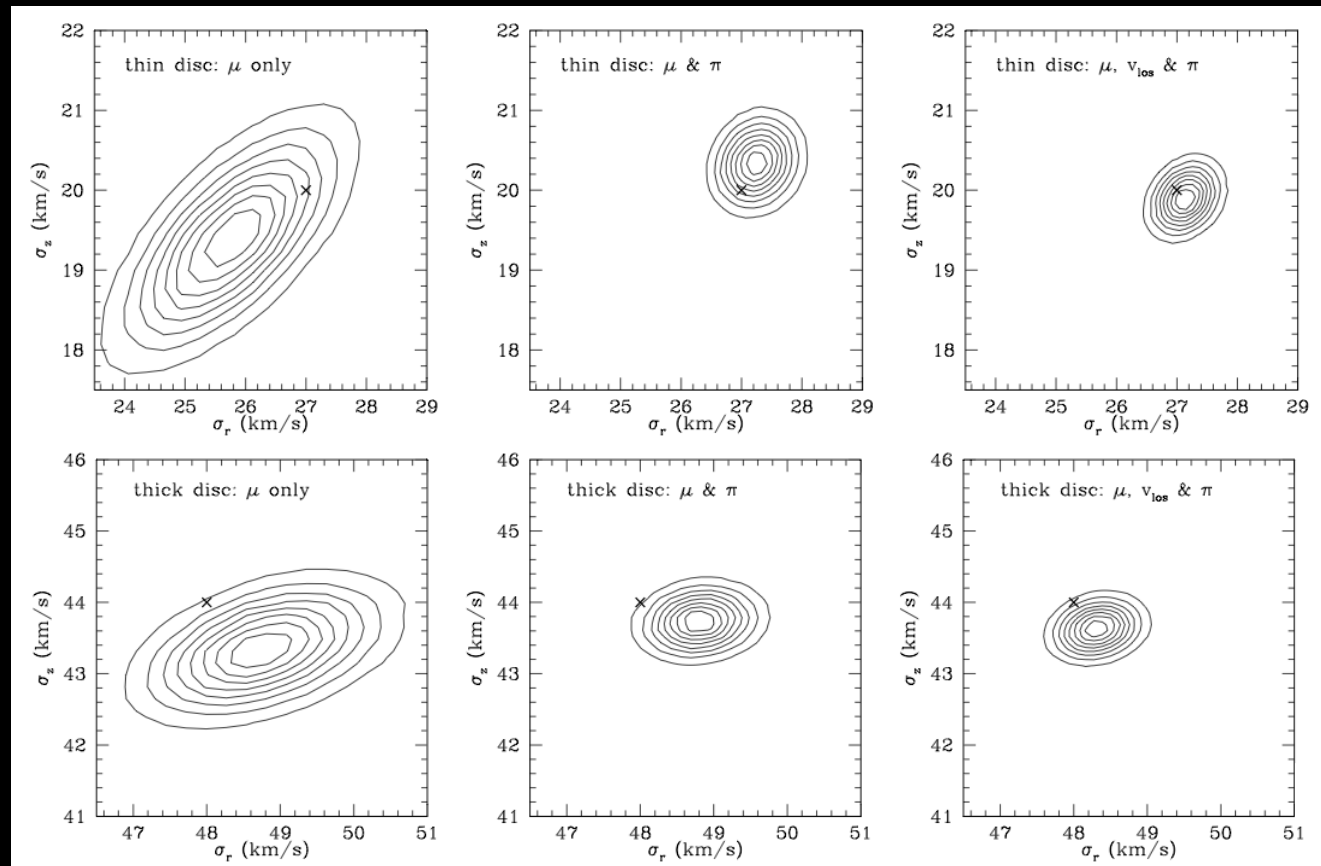 thin disc: μ only
22
21
20
19
18
σz (km/s)
24 25 26 27 28 29
σr (km/s)
thin disc: μ & π
22
21
20
19
18
σz (km/s)
24 25 26 27 28 29
σr (km/s)
thin disc: μ, vlos & π
22
21
20
19
18
σz (km/s)
24 25 26 27 28 29
σr (km/s)
thick disc: μ only
46
45
44
43
42
41
σz (km/s)
47 48 49 50 51
σr (km/s)
thick disc: μ & π
46
45
44
43
42
41
σz (km/s)
47 48 49 50 51
σr (km/s)
thick disc: μ, vlos & π
46
45
44
43
42
41
σz (km/s)
47 48 49 50 51
σr (km/s)